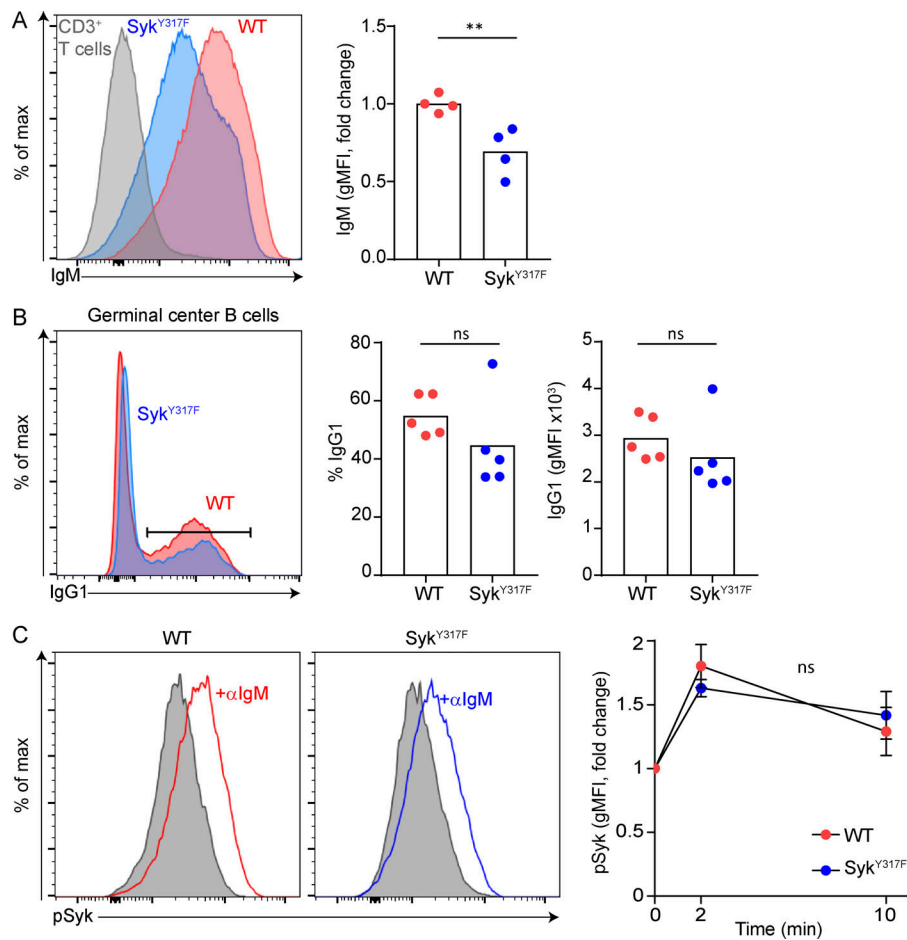 A
CD3⁺
T cells
Syk^Y317F
WT
% of max
IgM
**
IgM (gMFI, fold change)
1.5
1.0
0.5
0.0
WT
Syk^Y317F
B
Germinal center B cells
Syk^Y317F
WT
% of max
IgG1
ns
% IgG1
80
60
40
20
0
WT
Syk^Y317F
ns
IgG1 (gMFI x10³)
5
4
3
2
1
0
WT
Syk^Y317F
C
WT
+αIgM
Syk^Y317F
+αIgM
% of max
pSyk
ns
pSyk (gMFI, fold change)
2
1.5
1
0.5
0
WT
Syk^Y317F
0
2
10
Time (min)